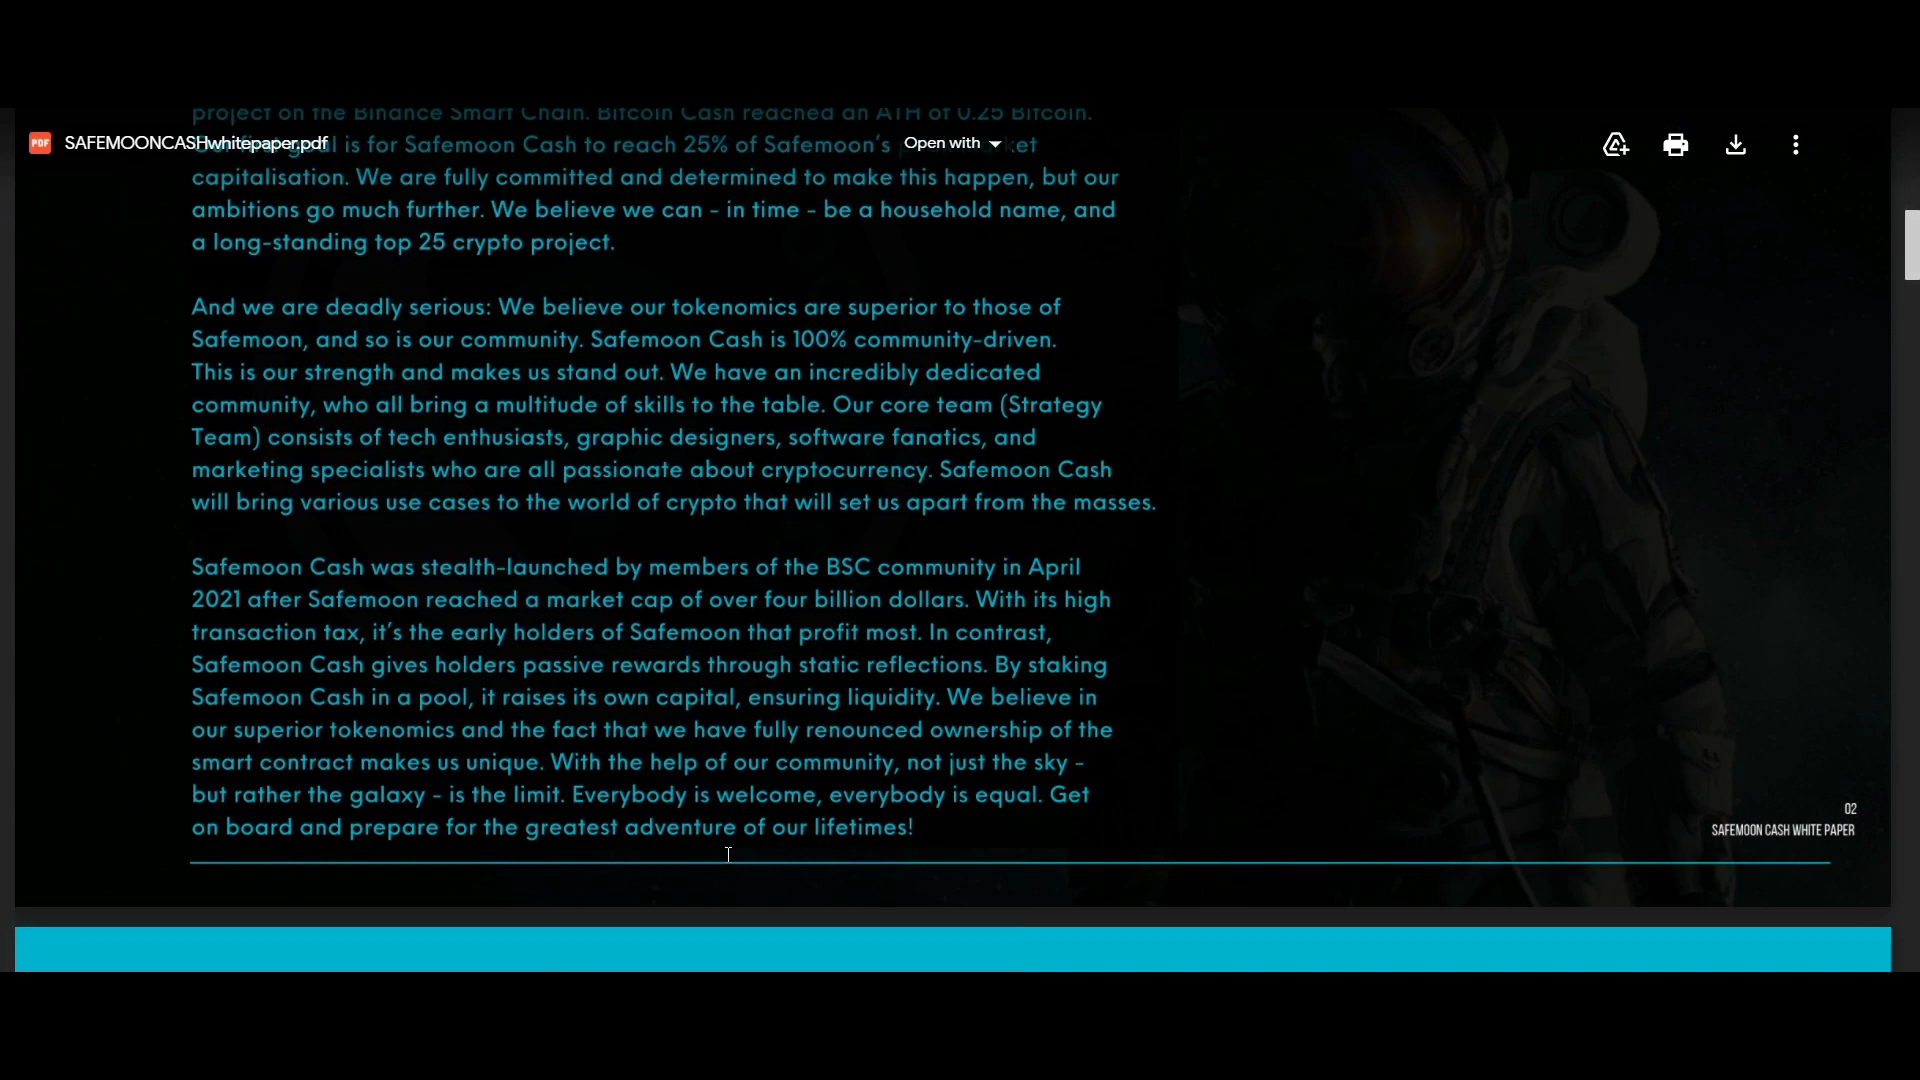 project on the Binance Smart Chain. Bitcoin Cash reached an ATH of 0.25 Bitcoin.
PDF SAFEMOONCASHwhitepaper.pdf
Open with
goal is for Safemoon Cash to reach 25% of Safemoon's
capitalisation. We are fully committed and determined to make this happen, but our
ambitions go much further. We believe we can - in time - be a household name, and
a long-standing top 25 crypto project.
And we are deadly serious: We believe our tokenomics are superior to those of
Safemoon, and so is our community. Safemoon Cash is 100% community-driven.
This is our strength and makes us stand out. We have an incredibly dedicated
community, who all bring a multitude of skills to the table. Our core team (Strategy
Team) consists of tech enthusiasts, graphic designers, software fanatics, and
marketing specialists who are all passionate about cryptocurrency. Safemoon Cash
will bring various use cases to the world of crypto that will set us apart from the masses.
Safemoon Cash was stealth-launched by members of the BSC community in April
2021 after Safemoon reached a market cap of over four billion dollars. With its high
transaction tax, it's the early holders of Safemoon that profit most. In contrast,
Safemoon Cash gives holders passive rewards through static reflections. By staking
Safemoon Cash in a pool, it raises its own capital, ensuring liquidity. We believe in
our superior tokenomics and the fact that we have fully renounced ownership of the
smart contract makes us unique. With the help of our community, not just the sky -
but rather the galaxy - is the limit. Everybody is welcome, everybody is equal. Get
on board and prepare for the greatest adventure of our lifetimes!
02
SAFEMOON CASH WHITE PAPER